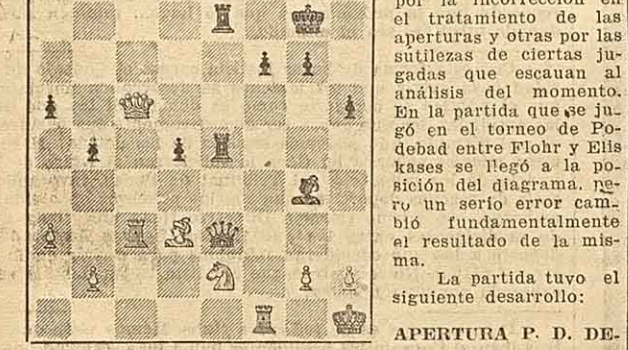 por la incorrección en
el tratamiento de las
aperturas y otras por las
sutilezas de ciertas ju-
gadas que escauan al
análisis del momento.
En la partida que se ju-
gó en el torneo de Po-
debad entre Flohr y Elis
kases se llegó a la po-
sición del diagrama. pe-
ro un serio error cam-
bió fundamentalmente
el resultado de la mis-
ma.
La partida tuvo el
siguiente desarrollo:
APERTURA P. D. DE-